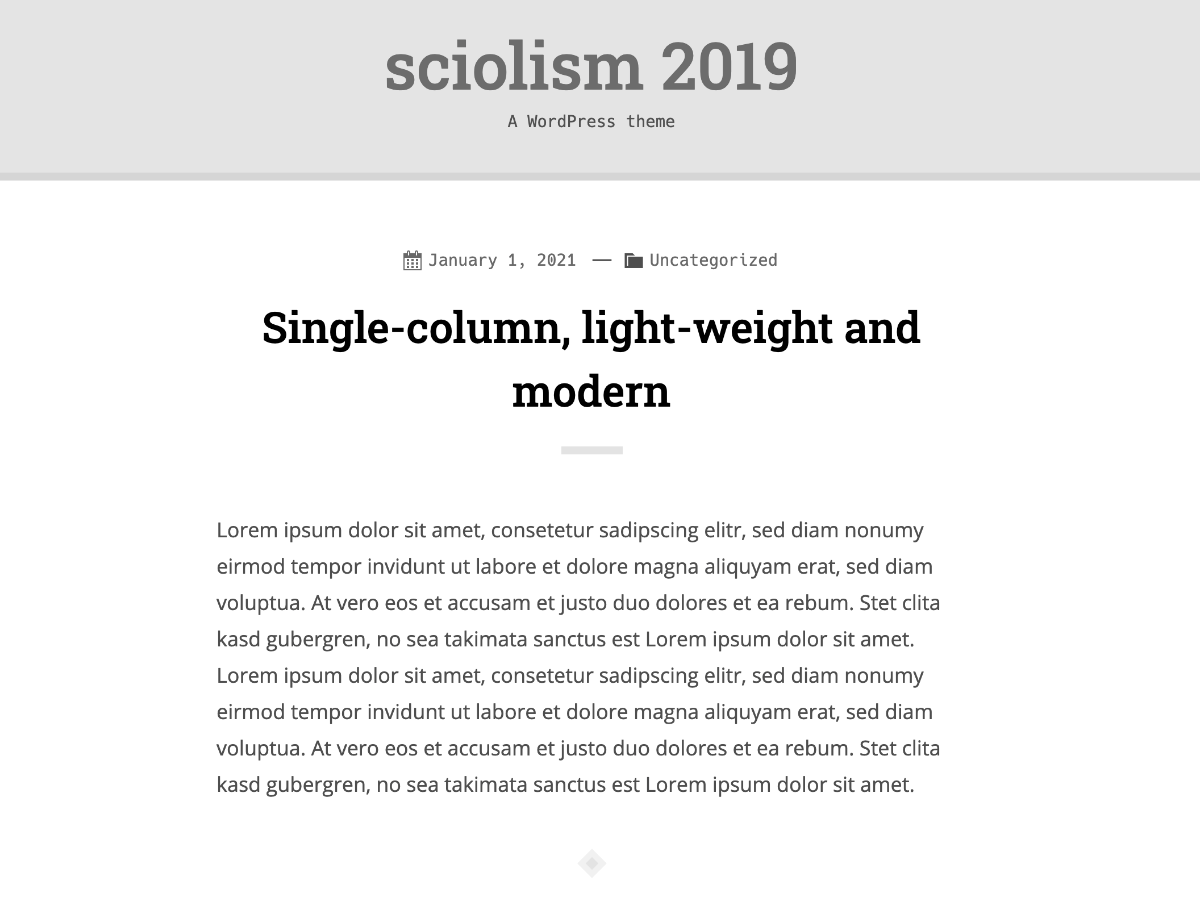 sciolism 2019
A WordPress theme
January 1, 2021 — Uncategorized
Single-column, light-weight and
modern
Lorem ipsum dolor sit amet, consetetur sadipscing elitr, sed diam nonumy
eirmod tempor invidunt ut labore et dolore magna aliquyam erat, sed diam
voluptua. At vero eos et accusam et justo duo dolores et ea rebum. Stet clita
kasd gubergren, no sea takimata sanctus est Lorem ipsum dolor sit amet.
Lorem ipsum dolor sit amet, consetetur sadipscing elitr, sed diam nonumy
eirmod tempor invidunt ut labore et dolore magna aliquyam erat, sed diam
voluptua. At vero eos et accusam et justo duo dolores et ea rebum. Stet clita
kasd gubergren, no sea takimata sanctus est Lorem ipsum dolor sit amet.